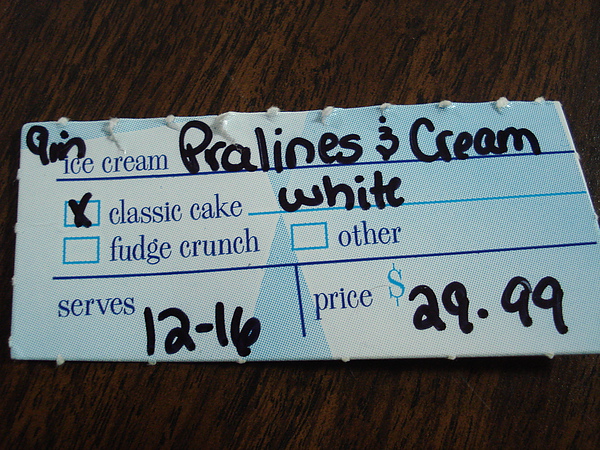 9in ice cream Pralines & Cream
X classic cake white
fudge crunch other
serves 12-16 price $ 29.99